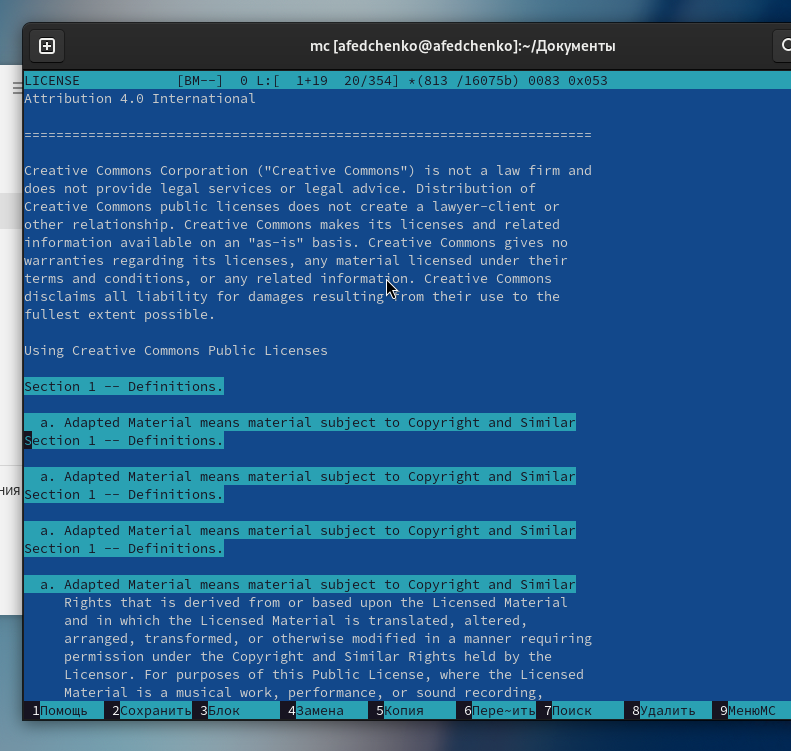 mc [afedchenko@afedchenko]:~/Документы
LICENSE            [BM--]  0 L:[  1+19  20/354] *(813 /16075b) 0083 0x053
Attribution 4.0 International
=======================================================================
Creative Commons Corporation ("Creative Commons") is not a law firm and
does not provide legal services or legal advice. Distribution of
Creative Commons public licenses does not create a lawyer-client or
other relationship. Creative Commons makes its licenses and related
information available on an "as-is" basis. Creative Commons gives no
warranties regarding its licenses, any material licensed under their
terms and conditions, or any related information. Creative Commons
disclaims all liability for damages resulting from their use to the
fullest extent possible.
Using Creative Commons Public Licenses
Section 1 -- Definitions.
a. Adapted Material means material subject to Copyright and Similar
Section 1 -- Definitions.
a. Adapted Material means material subject to Copyright and Similar
ния Section 1 -- Definitions.
a. Adapted Material means material subject to Copyright and Similar
Section 1 -- Definitions.
a. Adapted Material means material subject to Copyright and Similar
Rights that is derived from or based upon the Licensed Material
and in which the Licensed Material is translated, altered,
arranged, transformed, or otherwise modified in a manner requiring
permission under the Copyright and Similar Rights held by the
Licensor. For purposes of this Public License, where the Licensed
Material is a musical work, performance, or sound recording,
1Помощь 2Сохранить 3Блок 4Замена 5Копия 6Пере~ить 7Поиск 8Удалить 9МенюМС